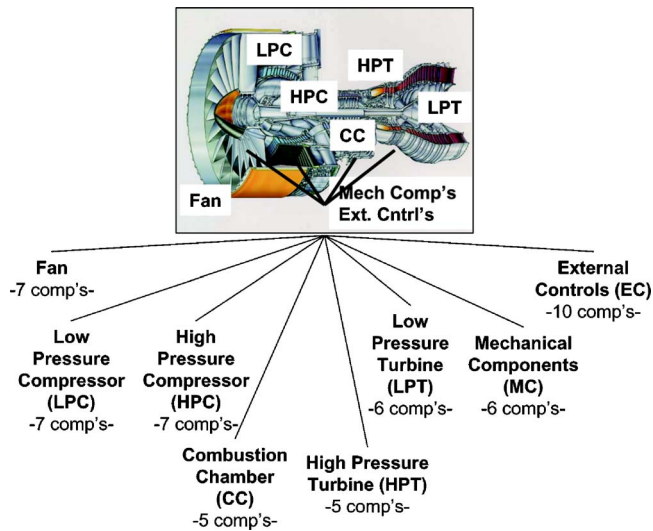 LPC
HPT
HPC
LPT
CC
Fan
Mech Comp's
Ext. Cntrl's
Fan
-7 comp's-
External
Controls (EC)
-10 comp's-
Low
Pressure
Compressor
(LPC)
-7 comp's-
High
Pressure
Compressor
(HPC)
-7 comp's-
Low
Pressure
Turbine
(LPT)
-6 comp's-
Mechanical
Components
(MC)
-6 comp's-
Combustion
Chamber
(CC)
-5 comp's-
High Pressure
Turbine (HPT)
-5 comp's-